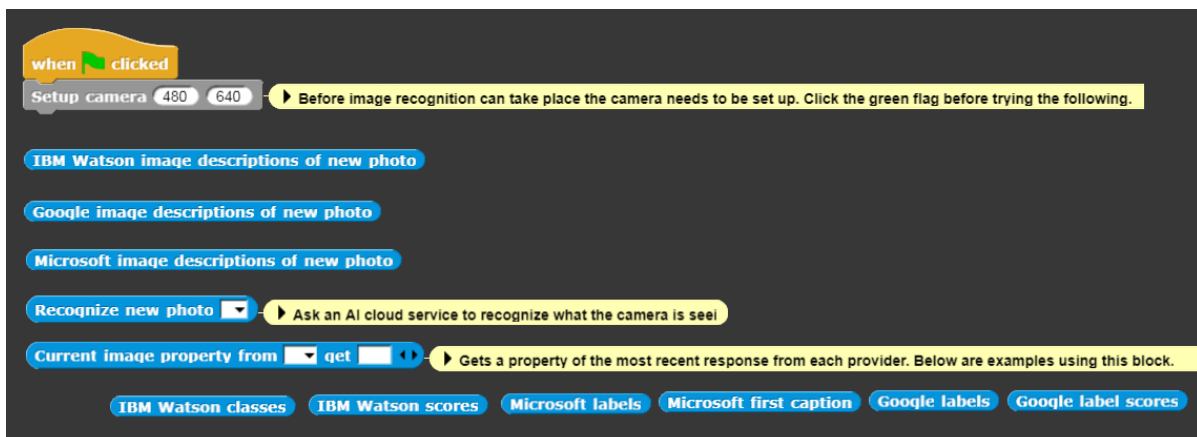 when clicked
Setup camera 480 640 Before image recognition can take place the camera needs to be set up. Click the green flag before trying the following.
IBM Watson image descriptions of new photo
Google image descriptions of new photo
Microsoft image descriptions of new photo
Recognize new photo Ask an AI cloud service to recognize what the camera is seei
Current image property from get Gets a property of the most recent response from each provider. Below are examples using this block.
IBM Watson classes IBM Watson scores Microsoft labels Microsoft first caption Google labels Google label scores